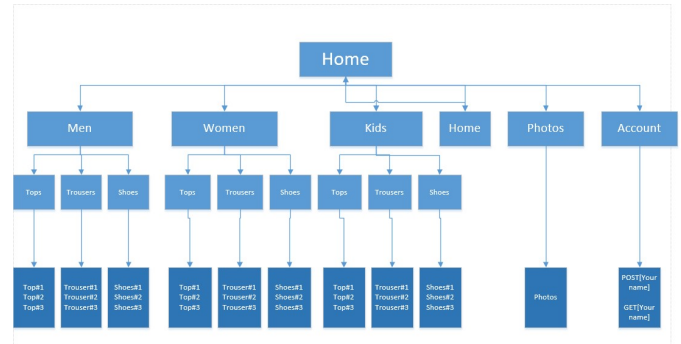 Home
Men
Women
Kids
Home
Photos
Account
Tops
Trousers
Shoes
Tops
Trousers
Shoes
Tops
Trousers
Shoes
Top#1
Top#2
Top#3
Trouser#1
Trouser#2
Trouser#3
Shoes#1
Shoes#2
Shoes#3
Top#1
Top#2
Top#3
Trouser#1
Trouser#2
Trouser#3
Shoes#1
Shoes#2
Shoes#3
Top#1
Top#2
Top#3
Trouser#1
Trouser#2
Trouser#3
Shoes#1
Shoes#2
Shoes#3
Photos
POST[Your
name]
GET[Your
name]